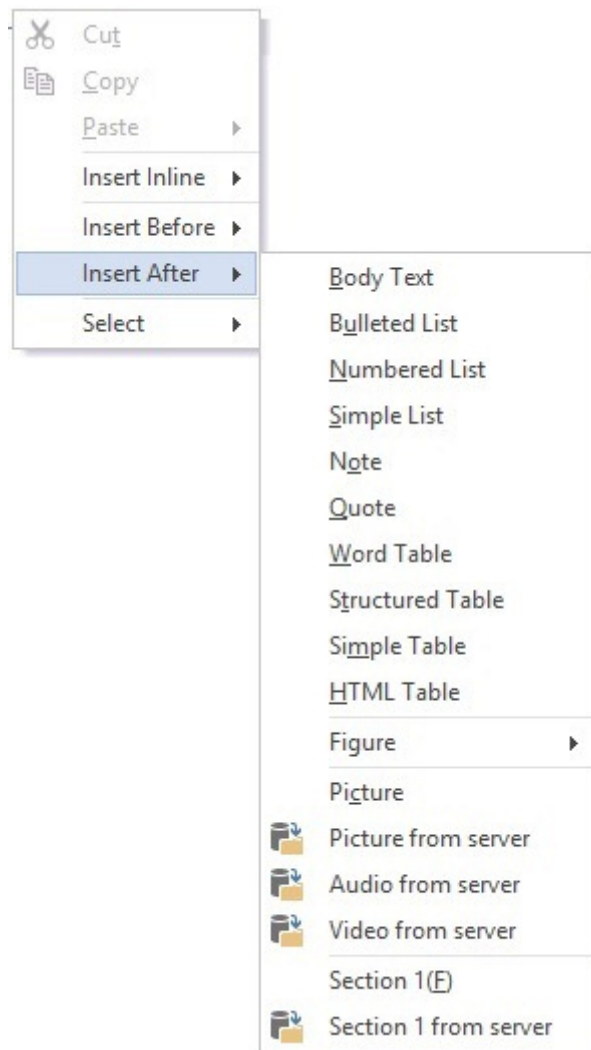 Cut
Copy
Paste
Insert Inline
Insert Before
Insert After
Select
Body Text
Bulleted List
Numbered List
Simple List
Note
Quote
Word Table
Structured Table
Simple Table
HTML Table
Figure
Picture
Picture from server
Audio from server
Video from server
Section 1(F)
Section 1 from server